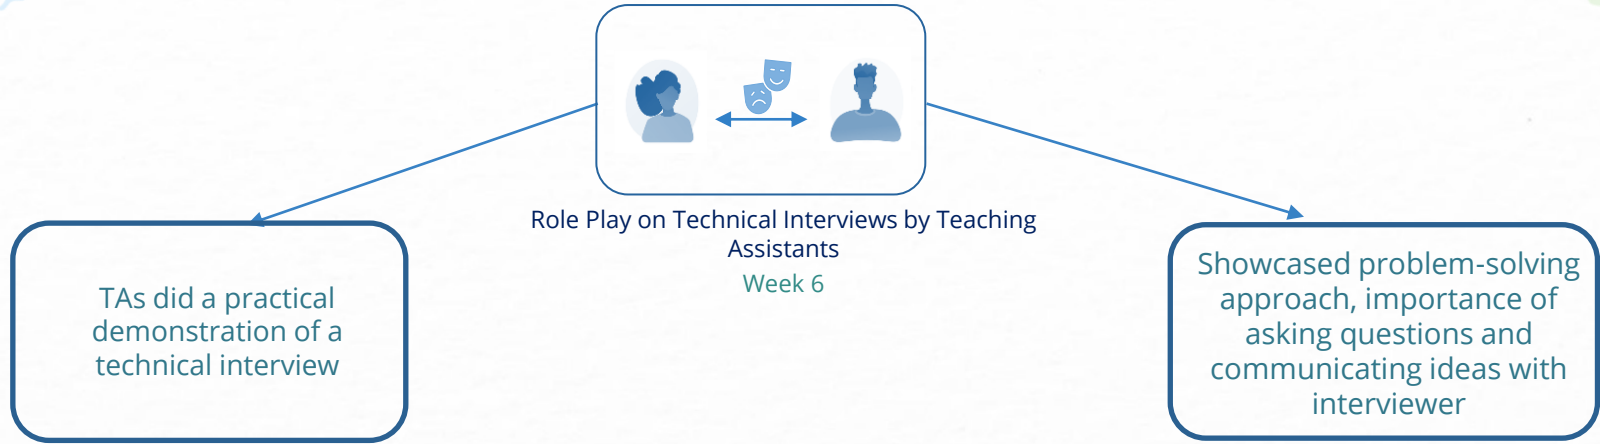 Role Play on Technical Interviews by Teaching
Assistants
Week 6
TAs did a practical
demonstration of a
technical interview
Showcased problem-solving
approach, importance of
asking questions and
communicating ideas with
interviewer